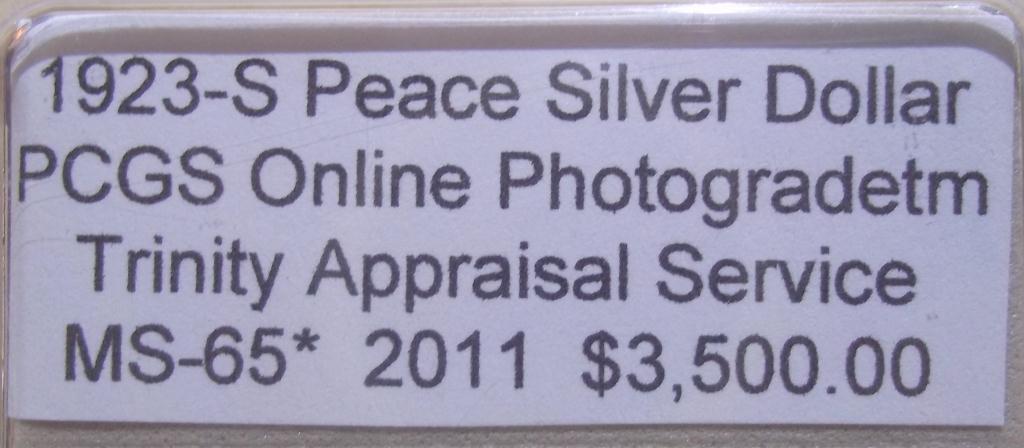 1923-S Peace Silver Dollar
PCGS Online Photogradetm
Trinity Appraisal Service
MS-65* 2011 $3,500.00